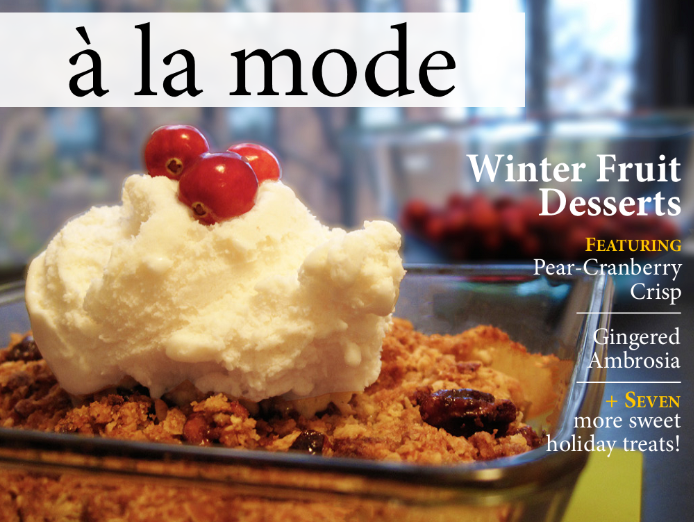 à la mode
Winter Fruit
Desserts
Featuring
Pear-Cranberry
Crisp
Gingered
Ambrosia
+ Seven
more sweet
holiday treats!